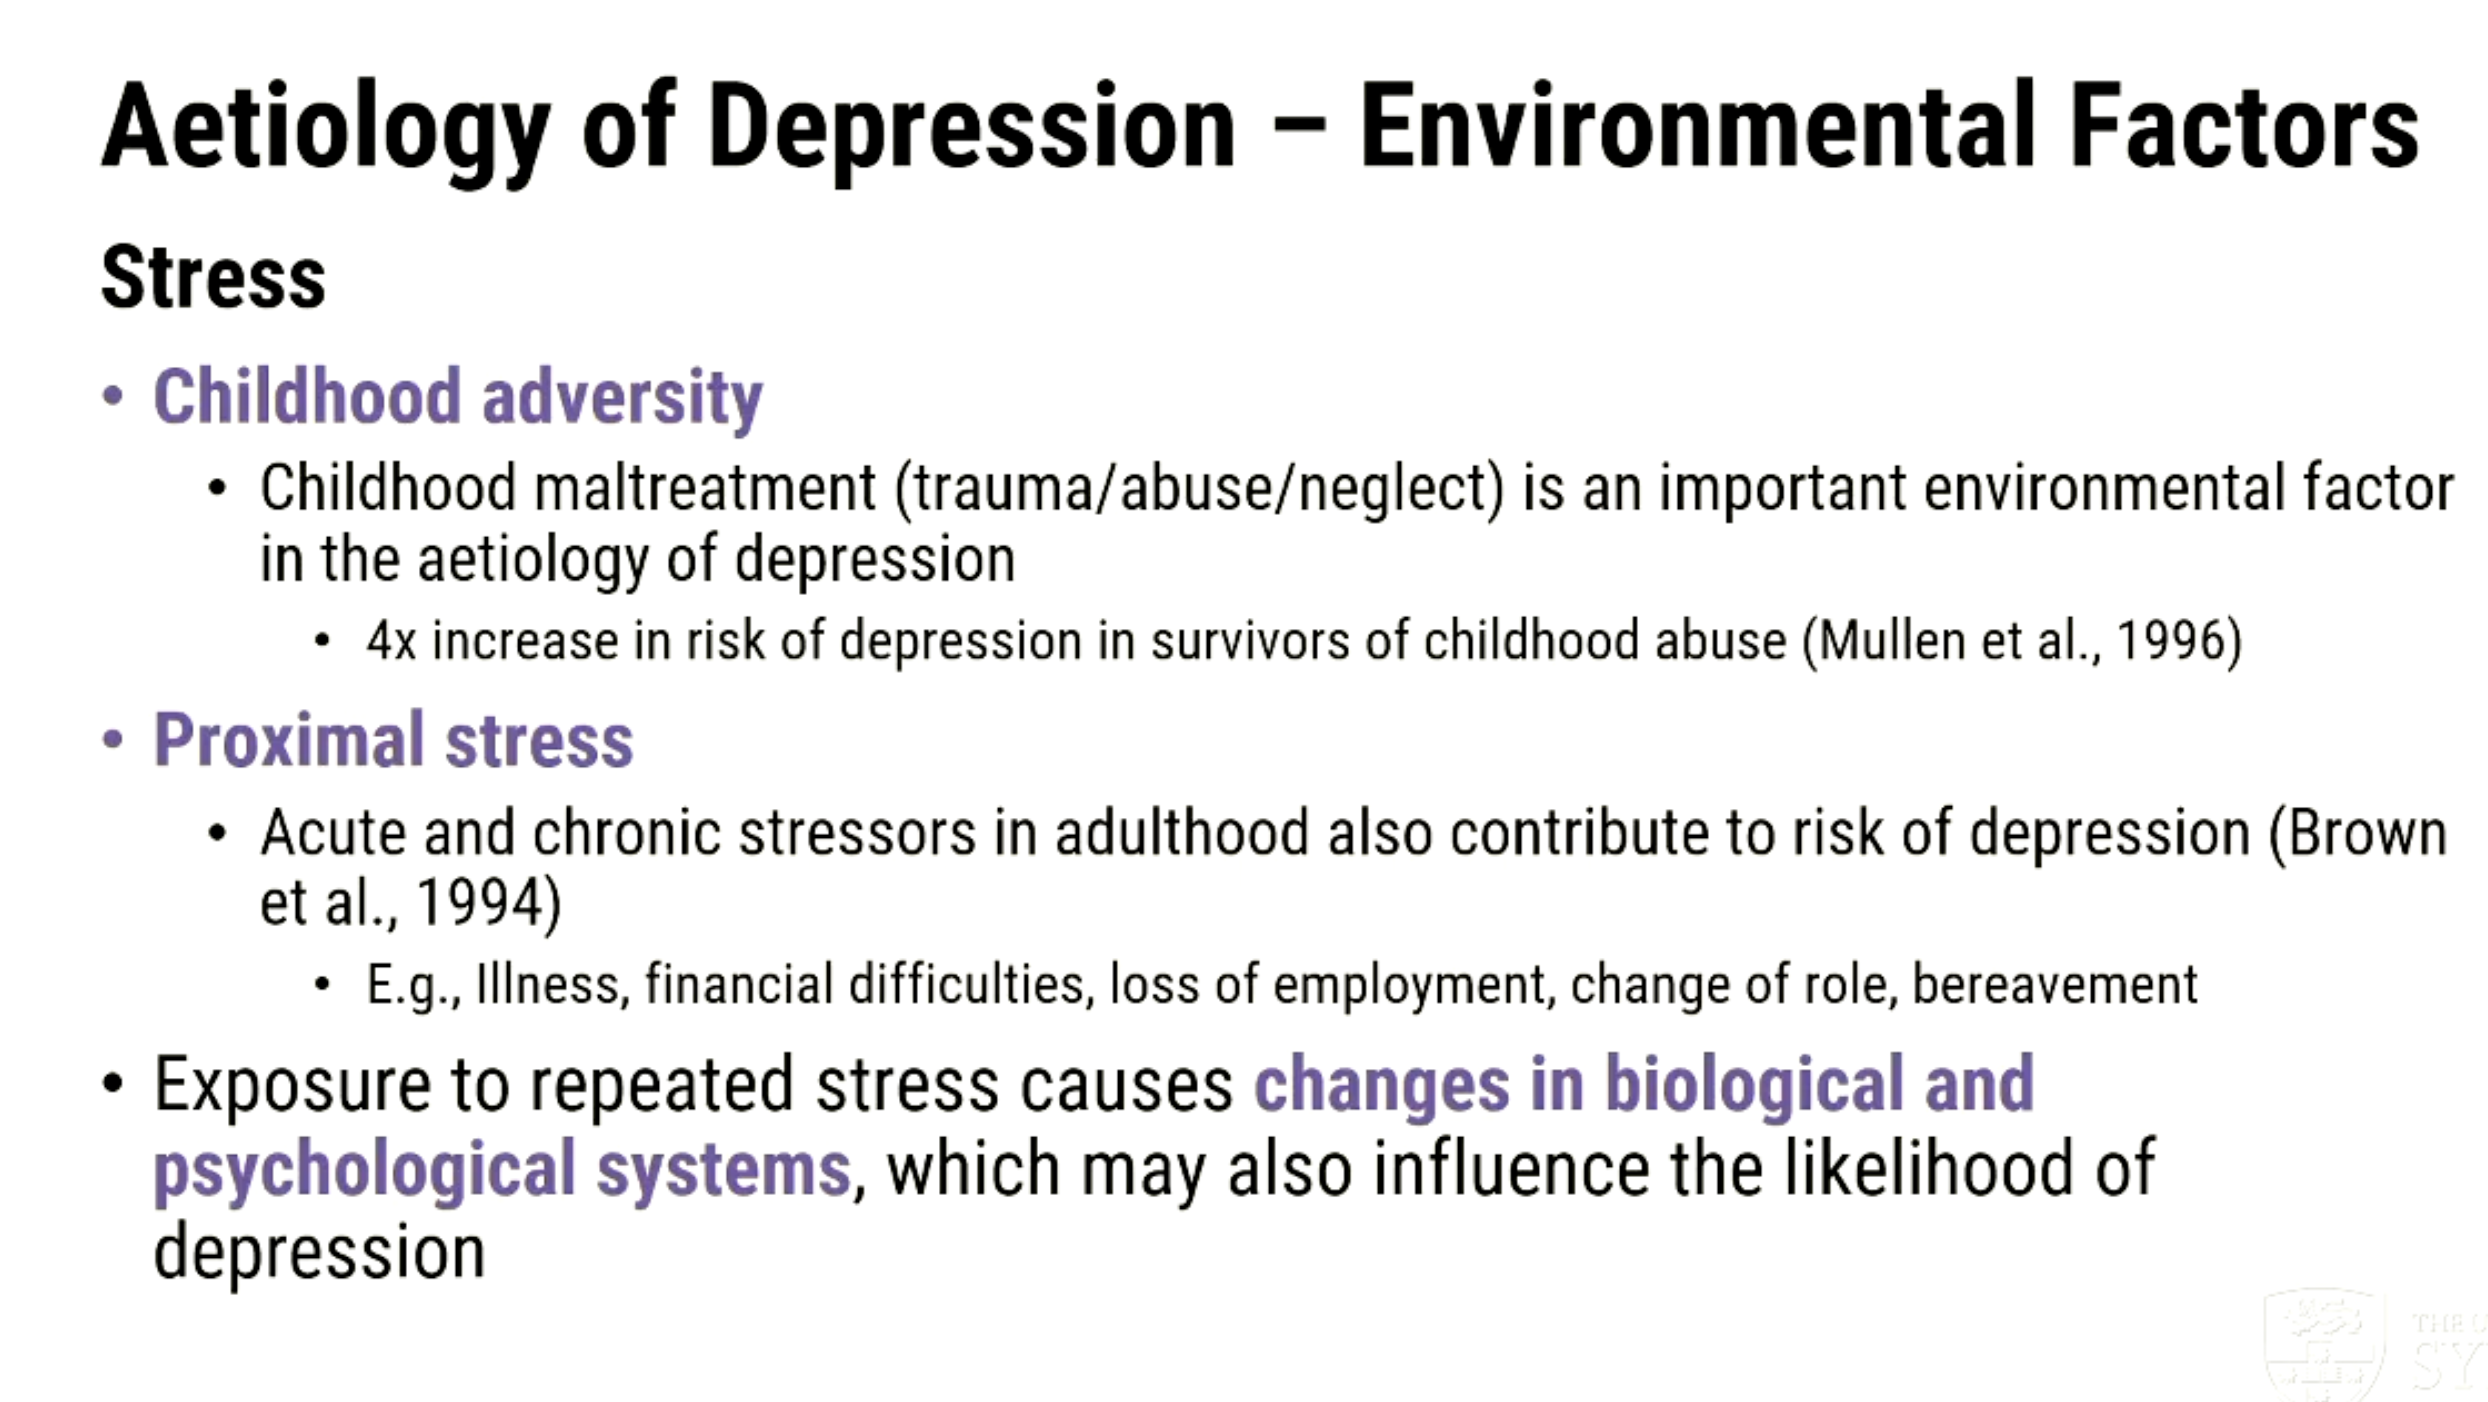 Aetiology of Depression – Environmental Factors
Stress
• Childhood adversity
• Childhood maltreatment (trauma/abuse/neglect) is an important environmental factor
in the aetiology of depression
• 4x increase in risk of depression in survivors of childhood abuse (Mullen et al., 1996)
• Proximal stress
• Acute and chronic stressors in adulthood also contribute to risk of depression (Brown
et al., 1994)
• E.g., Illness, financial difficulties, loss of employment, change of role, bereavement
• Exposure to repeated stress causes changes in biological and
psychological systems, which may also influence the likelihood of
depression
THE U
SY